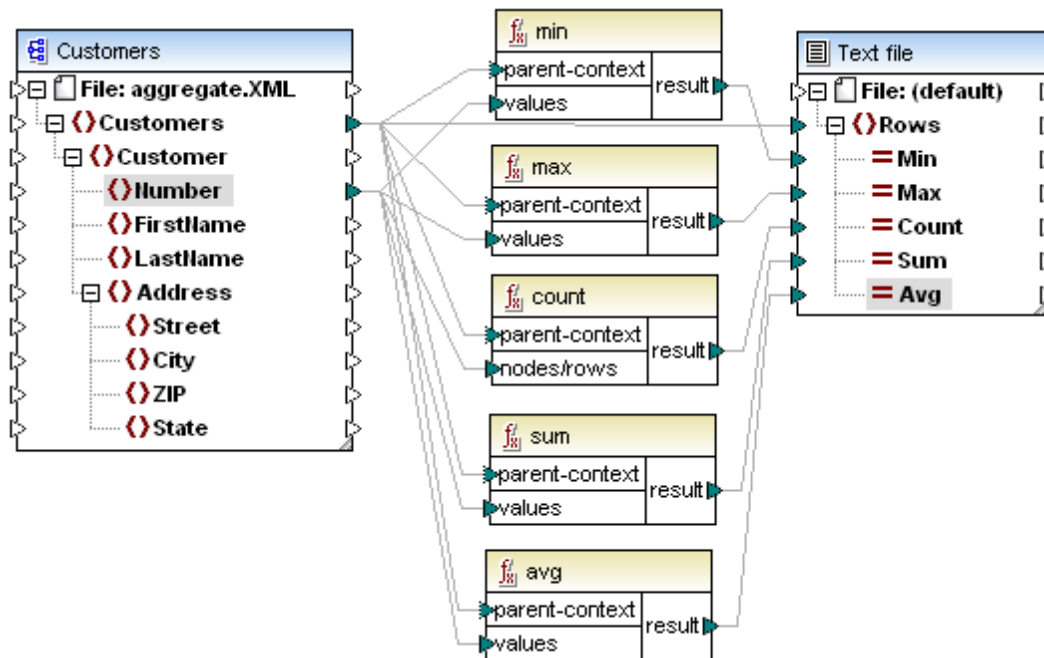 Customers
File: aggregate.XML
Customers
Customer
Number
FirstName
LastName
Address
Street
City
ZIP
State
min
parent-context
values
result
max
parent-context
values
result
count
parent-context
nodes/rows
result
sum
parent-context
values
result
avg
parent-context
values
result
Text file
File: (default)
Rows
Min
Max
Count
Sum
Avg